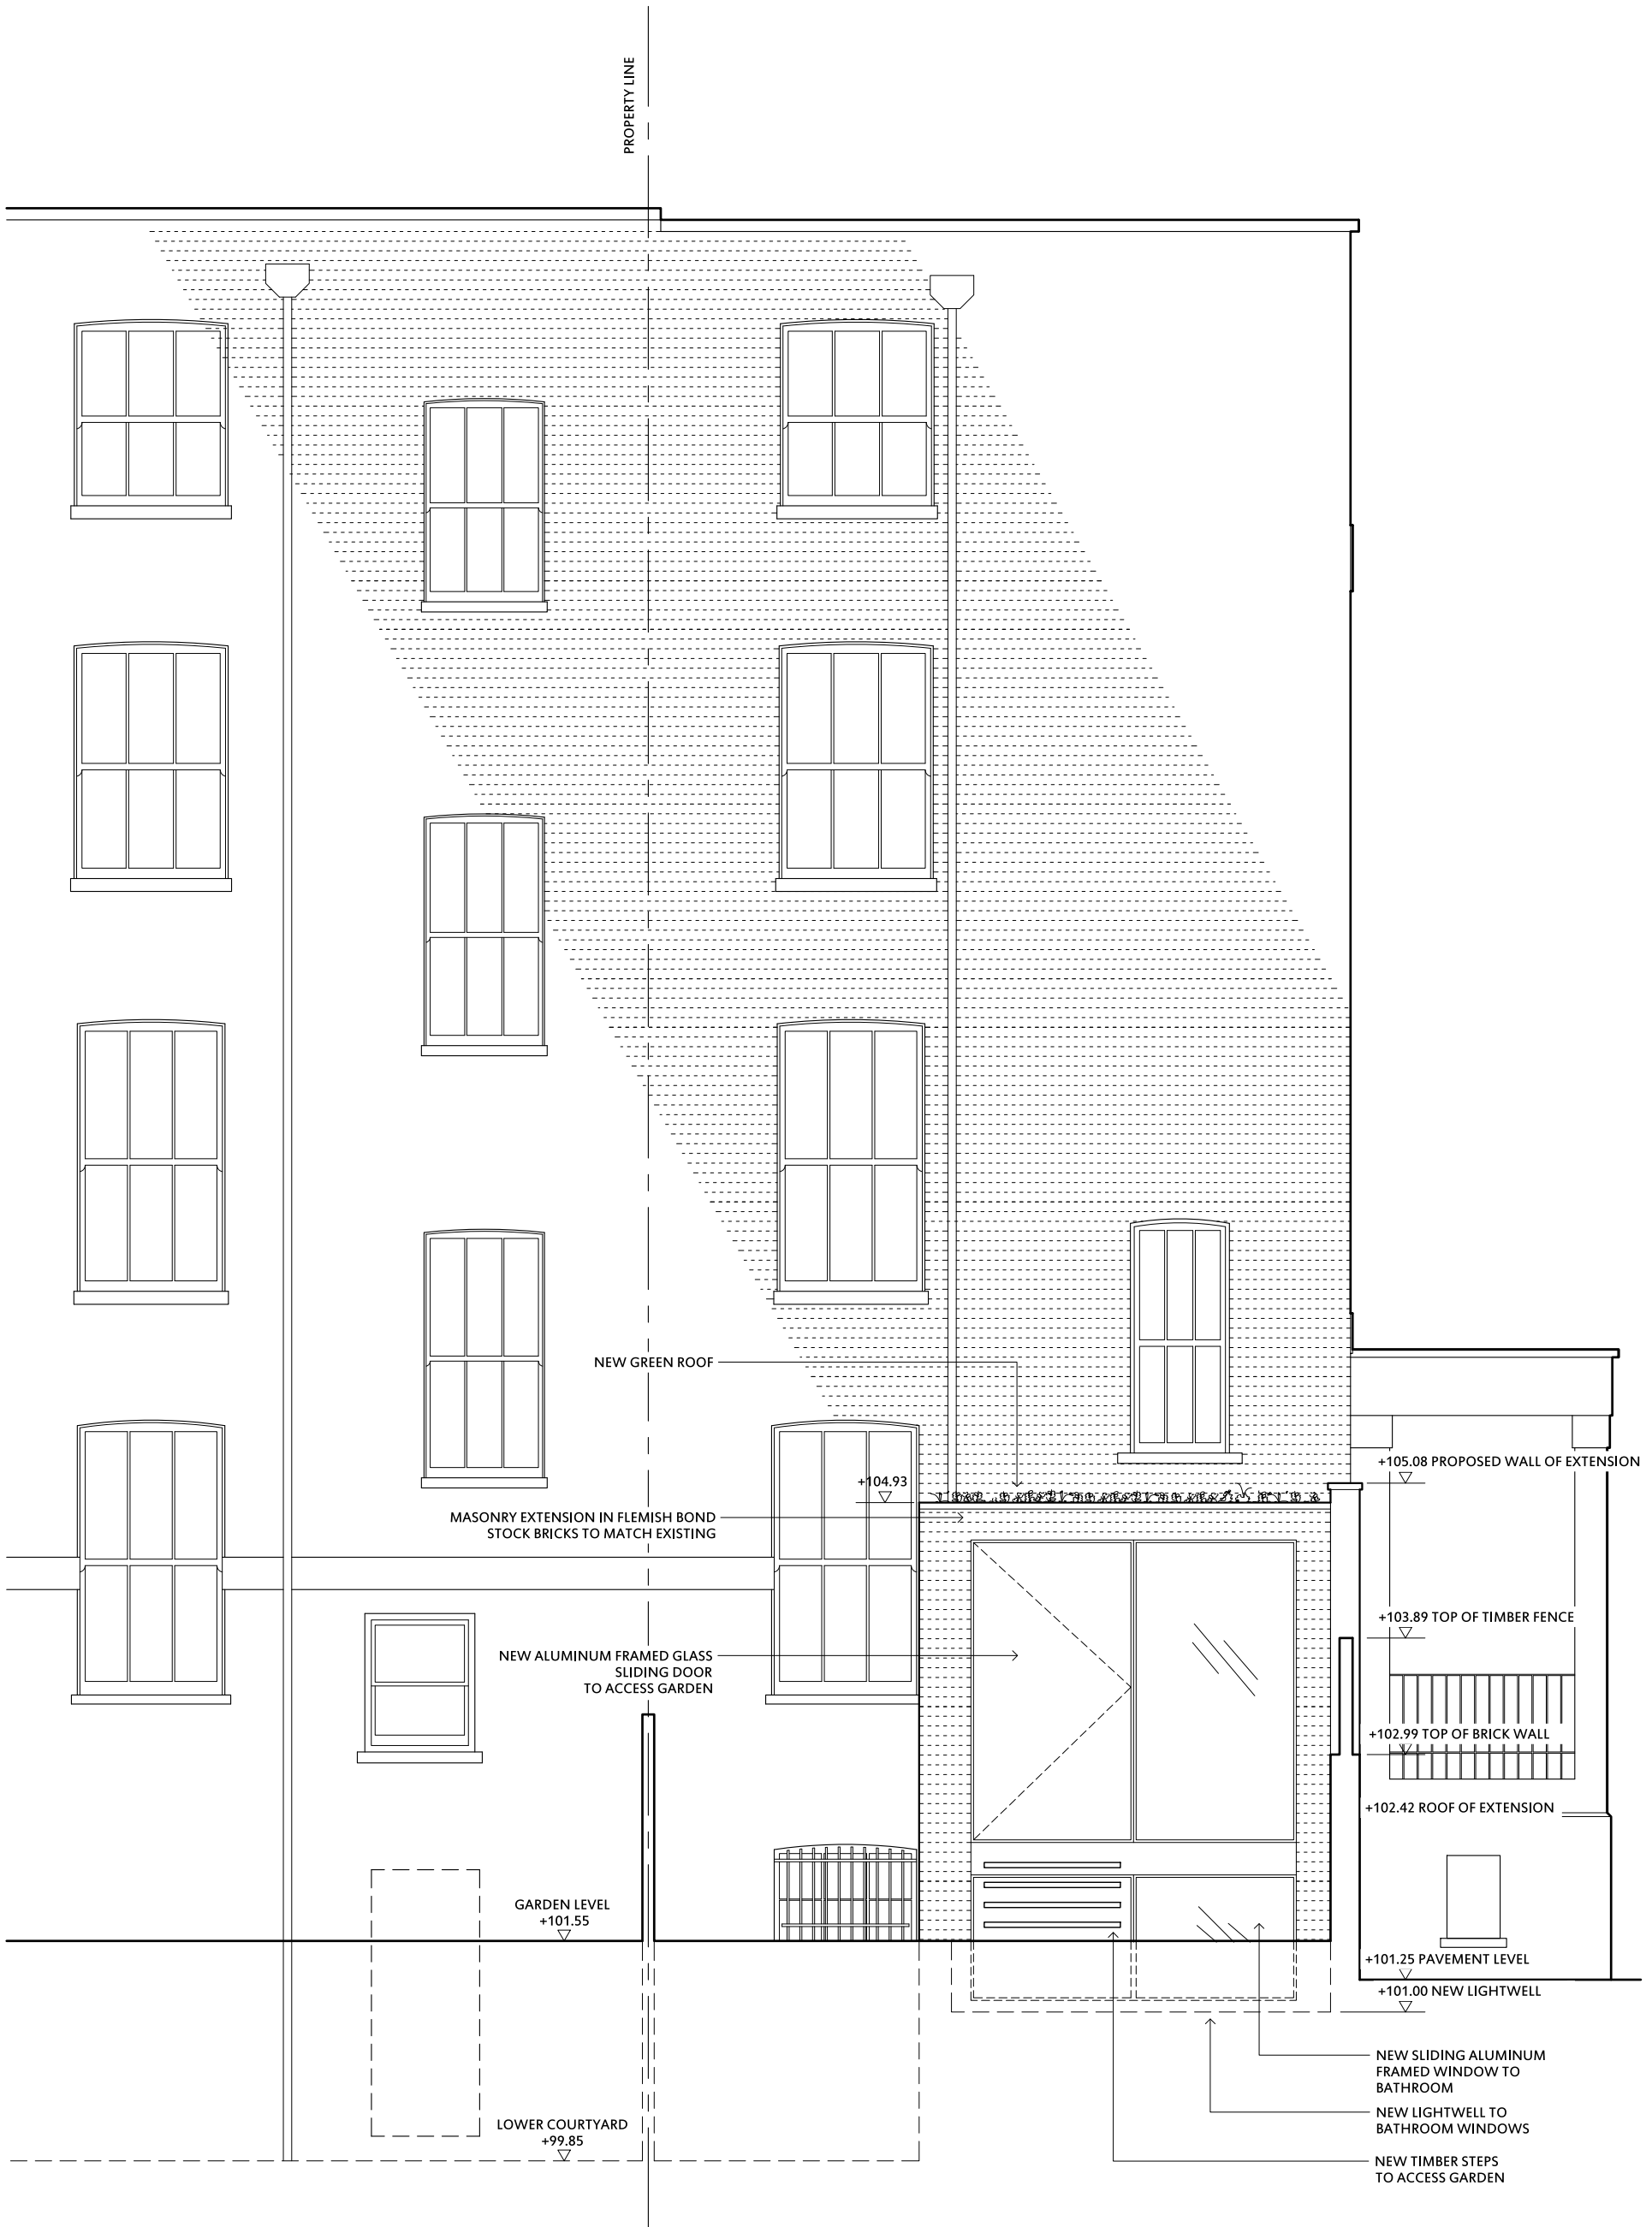 PROPERTY LINE
NEW GREEN ROOF
+105.08 PROPOSED WALL OF EXTENSION
+104.93
MASONRY EXTENSION IN FLEMISH BOND
STOCK BRICKS TO MATCH EXISTING
+103.89 TOP OF TIMBER FENCE
NEW ALUMINUM FRAMED GLASS
SLIDING DOOR
TO ACCESS GARDEN
+102.99 TOP OF BRICK WALL
+102.42 ROOF OF EXTENSION
GARDEN LEVEL
+101.55
+101.25 PAVEMENT LEVEL
+101.00 NEW LIGHTWELL
NEW SLIDING ALUMINUM
FRAMED WINDOW TO
BATHROOM
NEW LIGHTWELL TO
BATHROOM WINDOWS
LOWER COURTYARD
+99.85
NEW TIMBER STEPS
TO ACCESS GARDEN